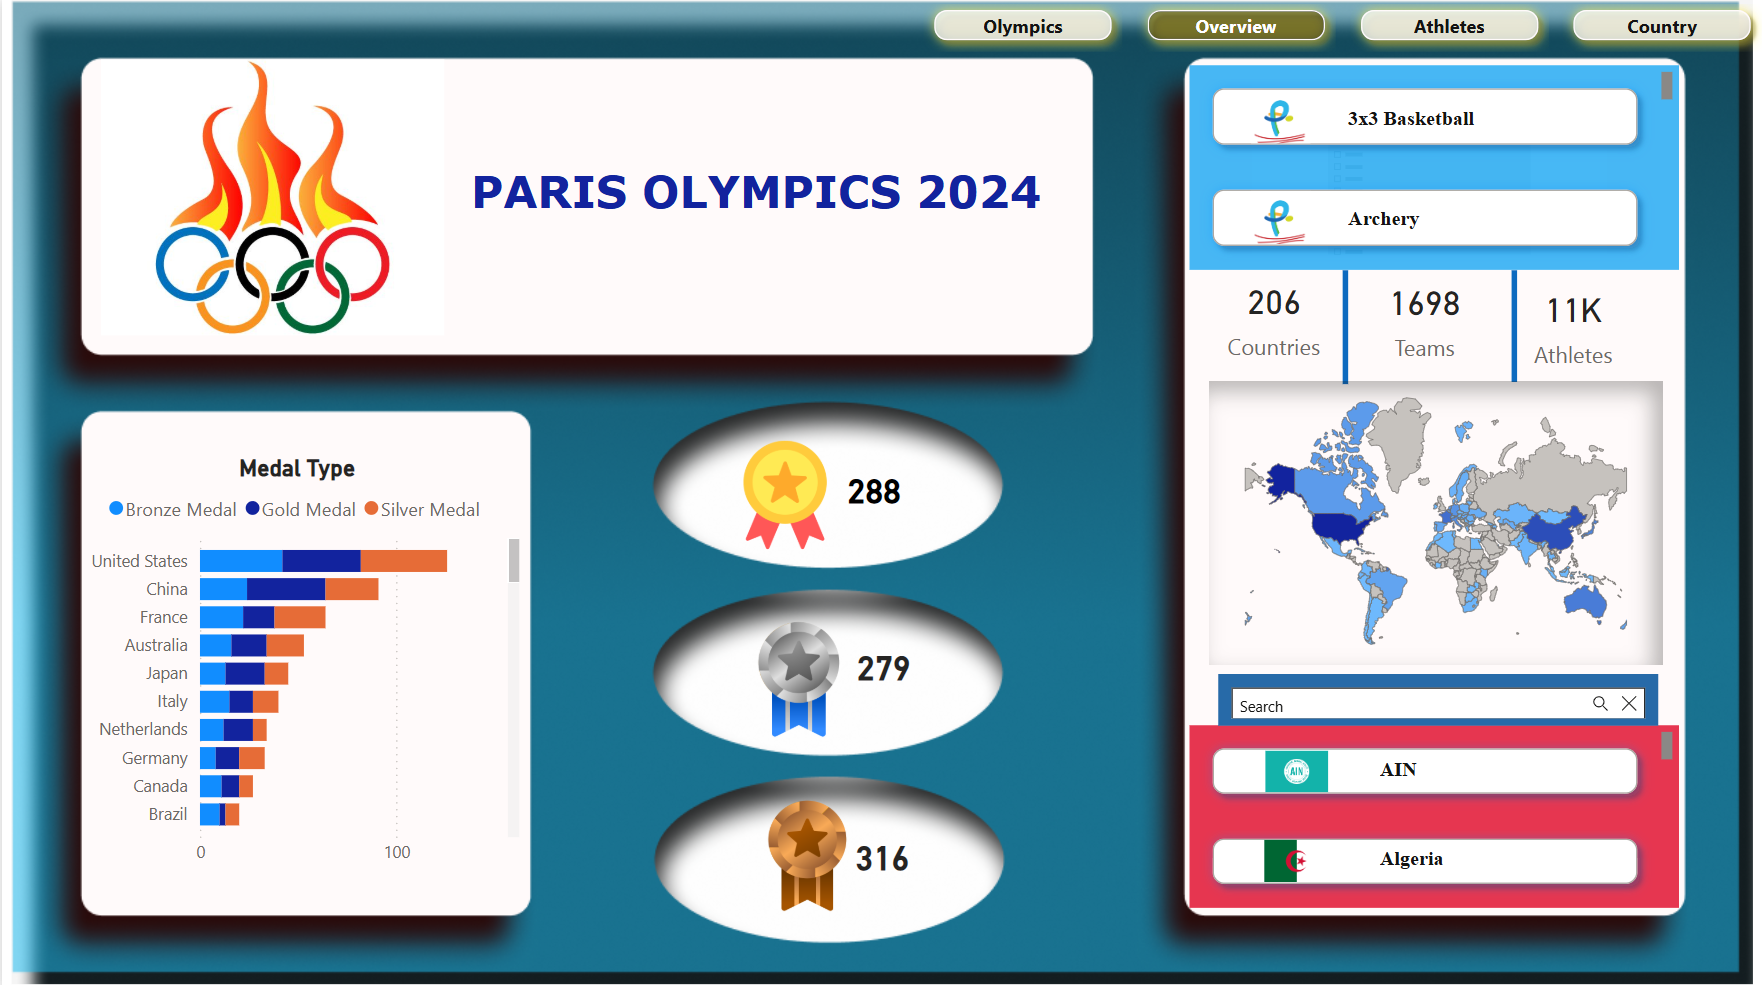 Olympics
Overview
Athletes
Country
PARIS OLYMPICS 2024
3x3 Basketball
Archery
206
Countries
1698
Teams
11K
Athletes
Medal Type
Bronze Medal Gold Medal Silver Medal
United States
China
France
Australia
Japan
Italy
Netherlands
Germany
Canada
Brazil
0 100
288
279
316
Search
AIN
AIN
Algeria